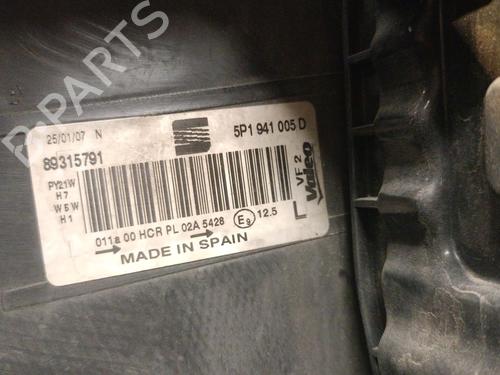 B-PARTS
25/01/07 N
5P1 941 005 D
89315791
PY21W
H7
W5W
H1
VF 2
Valeo
L
011a 00 HCR PL 02A 5428 E9 12.5
MADE IN SPAIN